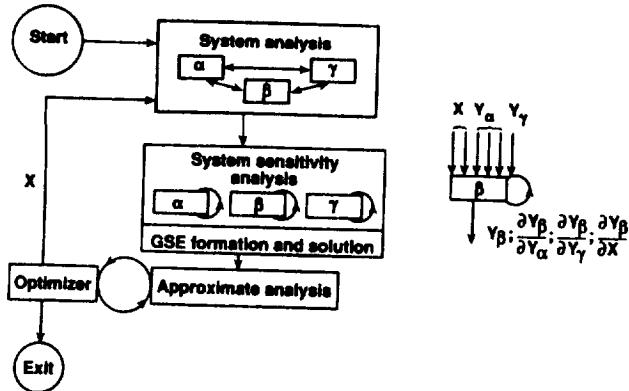 Start
System analysis
α
γ
β
X
System sensitivity
analysis
α
β
γ
GSE formation and solution
Optimizer
Approximate analysis
Exit
X Yα Yγ
β
Yβ; ∂Yβ/∂Yα; ∂Yβ/∂Yγ; ∂Yβ/∂X